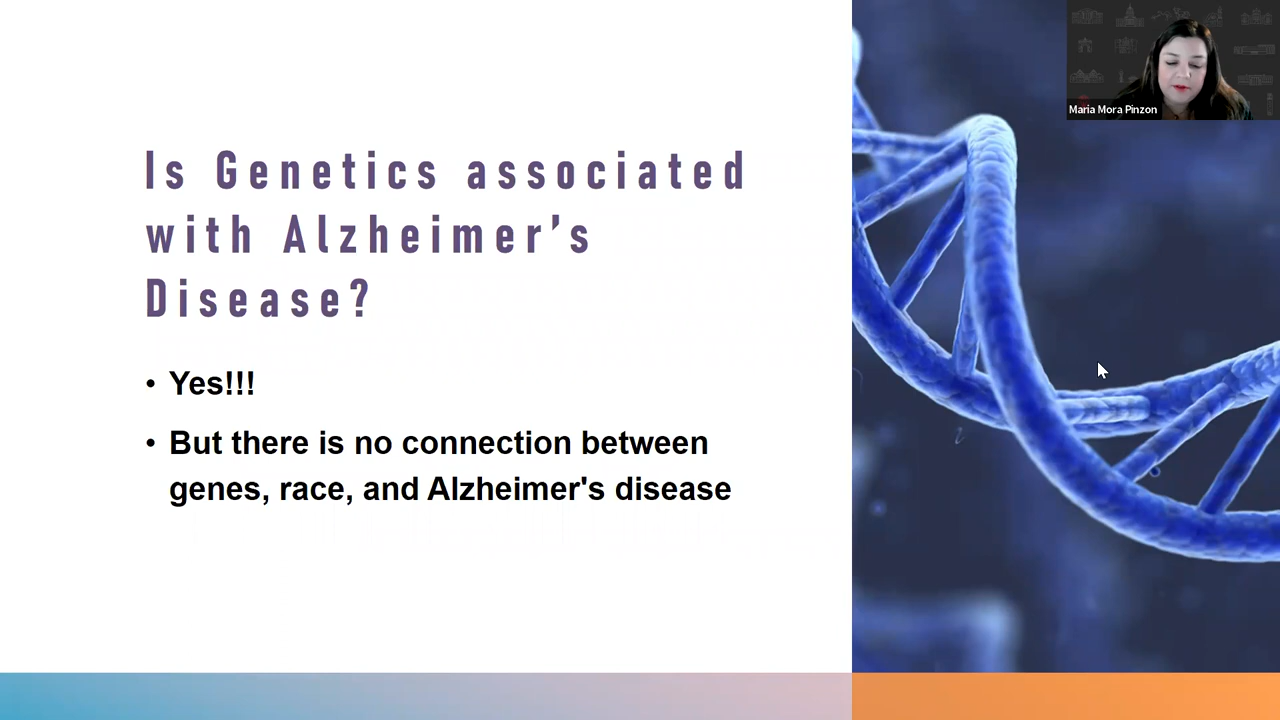 Is Genetics associated
with Alzheimer’s
Disease?
• Yes!!!
• But there is no connection between
genes, race, and Alzheimer's disease
Maria Mora Pinzon